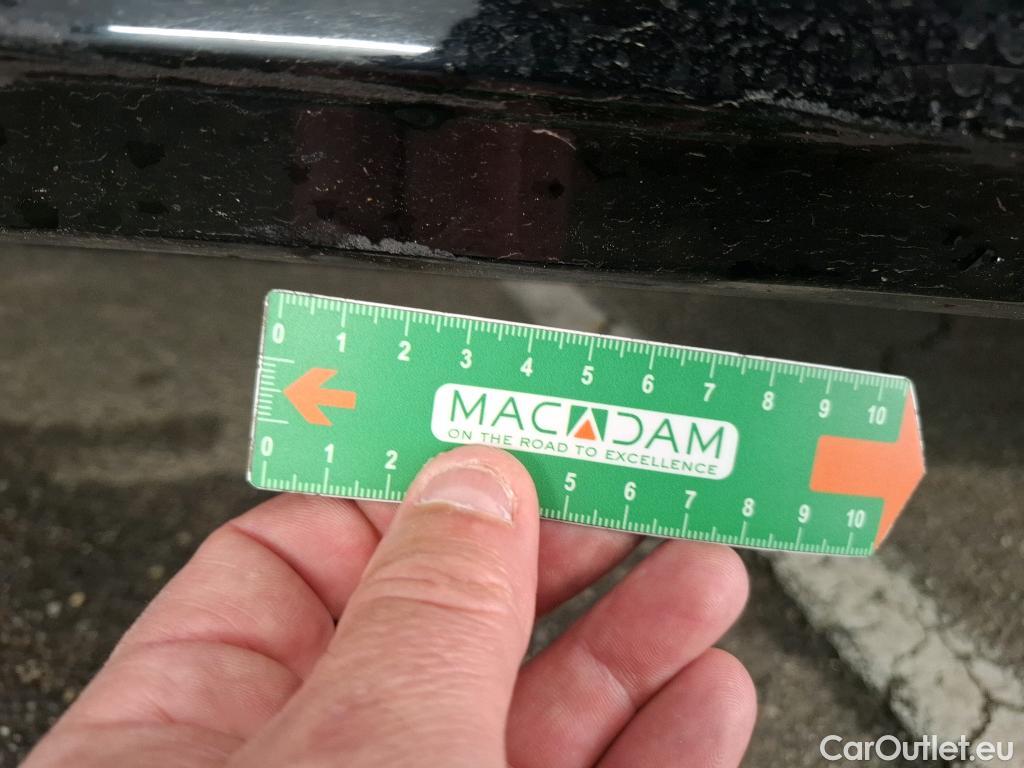 0 1 2 3 4 5 6 7 8 9 10
MACADAM
ON THE ROAD TO EXCELLENCE
0 1 2 5 6 7 8 9 10
CarOutlet.eu